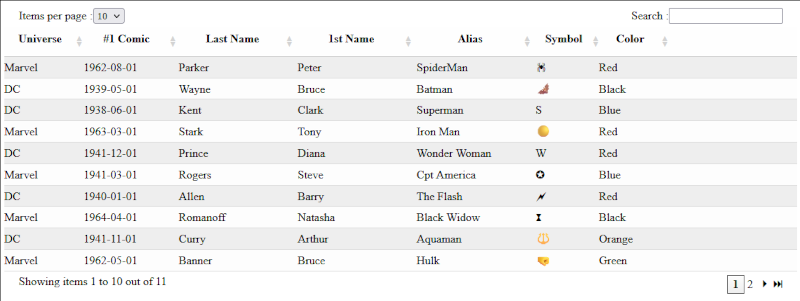 Items per page : 10 Search :
Universe #1 Comic Last Name 1st Name Alias Symbol Color
Marvel 1962-08-01 Parker Peter SpiderMan 🕷 Red
DC 1939-05-01 Wayne Bruce Batman 🦇 Black
DC 1938-06-01 Kent Clark Superman S Blue
Marvel 1963-03-01 Stark Tony Iron Man Red
DC 1941-12-01 Prince Diana Wonder Woman W Red
Marvel 1941-03-01 Rogers Steve Cpt America ✪ Blue
DC 1940-01-01 Allen Barry The Flash Red
Marvel 1964-04-01 Romanoff Natasha Black Widow Black
DC 1941-11-01 Curry Arthur Aquaman 🔱 Orange
Marvel 1962-05-01 Banner Bruce Hulk 🤜 Green
Showing items 1 to 10 out of 11 1 2